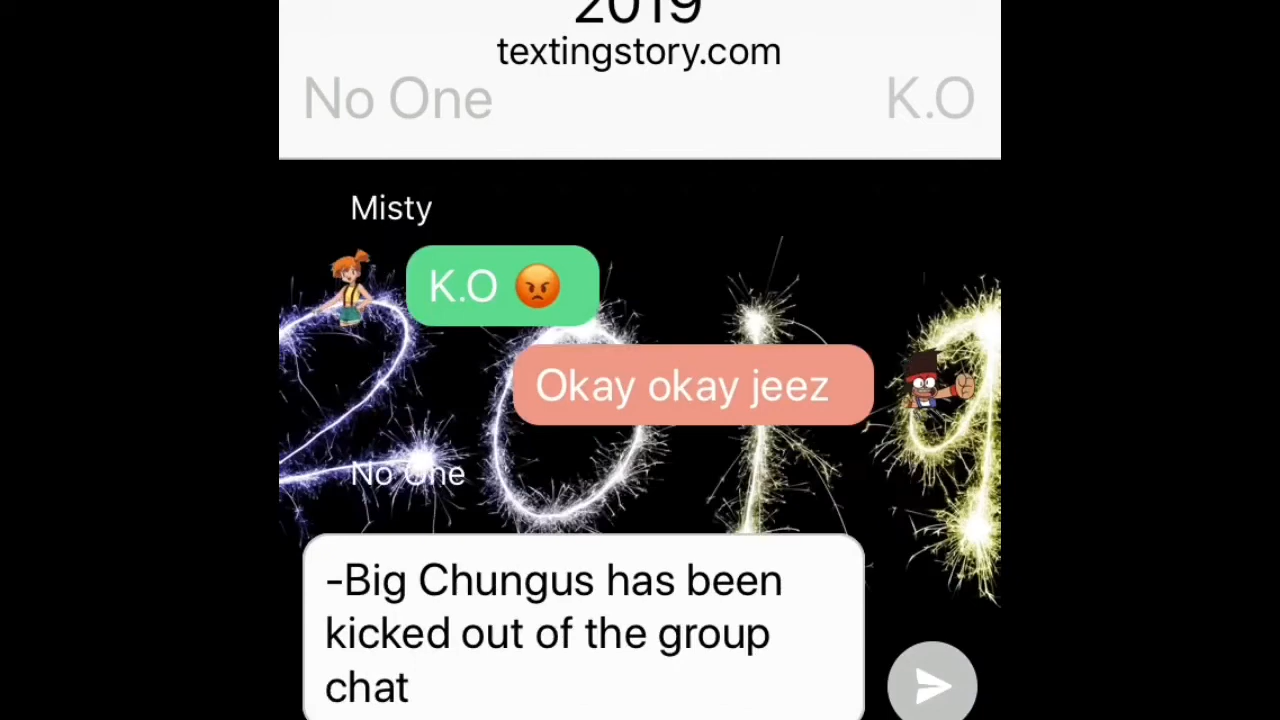 2019
textingstory.com
No One K.O
Misty
K.O 😡
Okay okay jeez
No One
-Big Chungus has been
kicked out of the group
chat